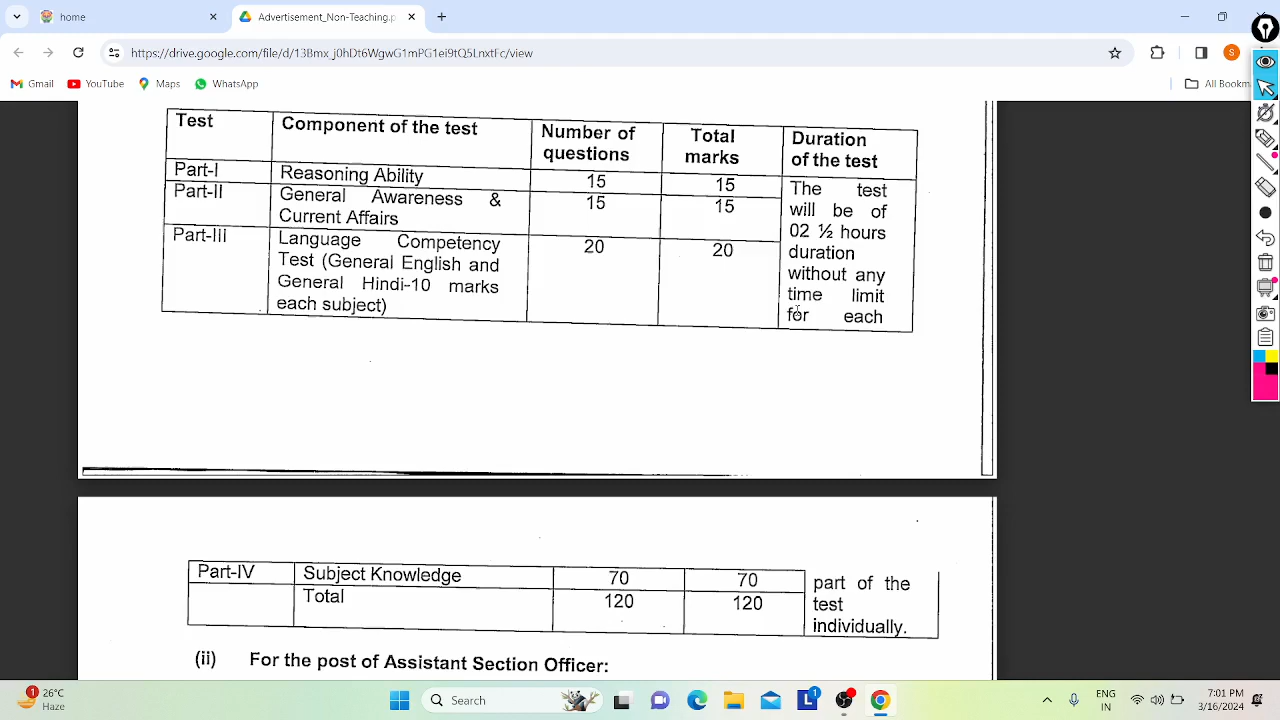 home
Advertisement_Non-Teaching.p
https://drive.google.com/file/d/13Bmx_j0hDt6WgwG1mPG1ei9tQ5LnxtFc/view
S
Gmail
YouTube
Maps
WhatsApp
All Bookm
Test
Component of the test
Number of questions
Total marks
Duration of the test
Part-I
Reasoning Ability
15
15
Part-II
General Awareness &
Current Affairs
15
15
Part-III
Language Competency
Test (General English and
General Hindi-10 marks
each subject)
20
20
The test
will be of
02 ½ hours
duration
without any
time limit
for each
Part-IV
Subject Knowledge
70
70
Total
120
120
part of the
test
individually.
(ii) For the post of Assistant Section Officer:
1
26°C
Haze
Search
L
1
ENG
IN
7:01 PM
3/16/2024